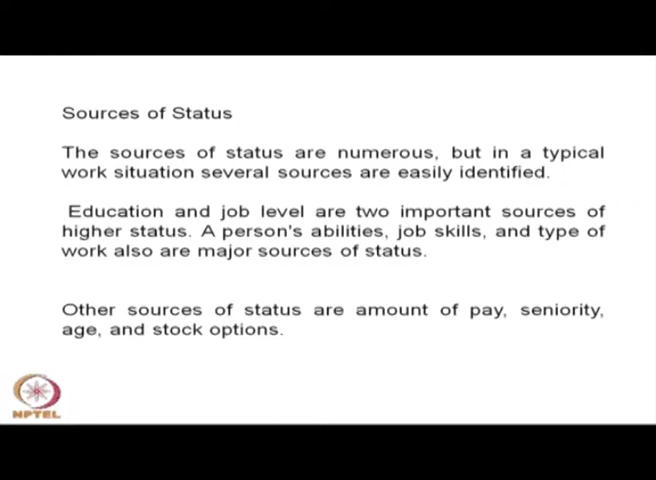 Sources of Status
The sources of status are numerous, but in a typical
work situation several sources are easily identified.
Education and job level are two important sources of
higher status. A person's abilities, job skills, and type of
work also are major sources of status.
Other sources of status are amount of pay, seniority,
age, and stock options.
NPTEL